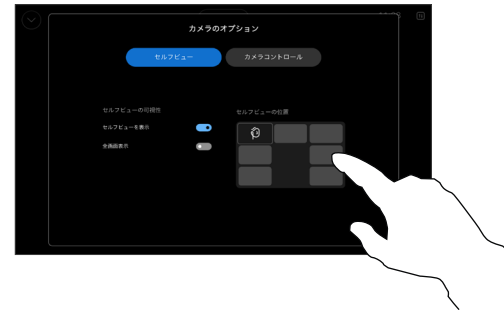 カメラのオプション
セルフビュー
カメラコントロール
セルフビューの可視性
セルフビューの位置
セルフビューを表示
全画面表示